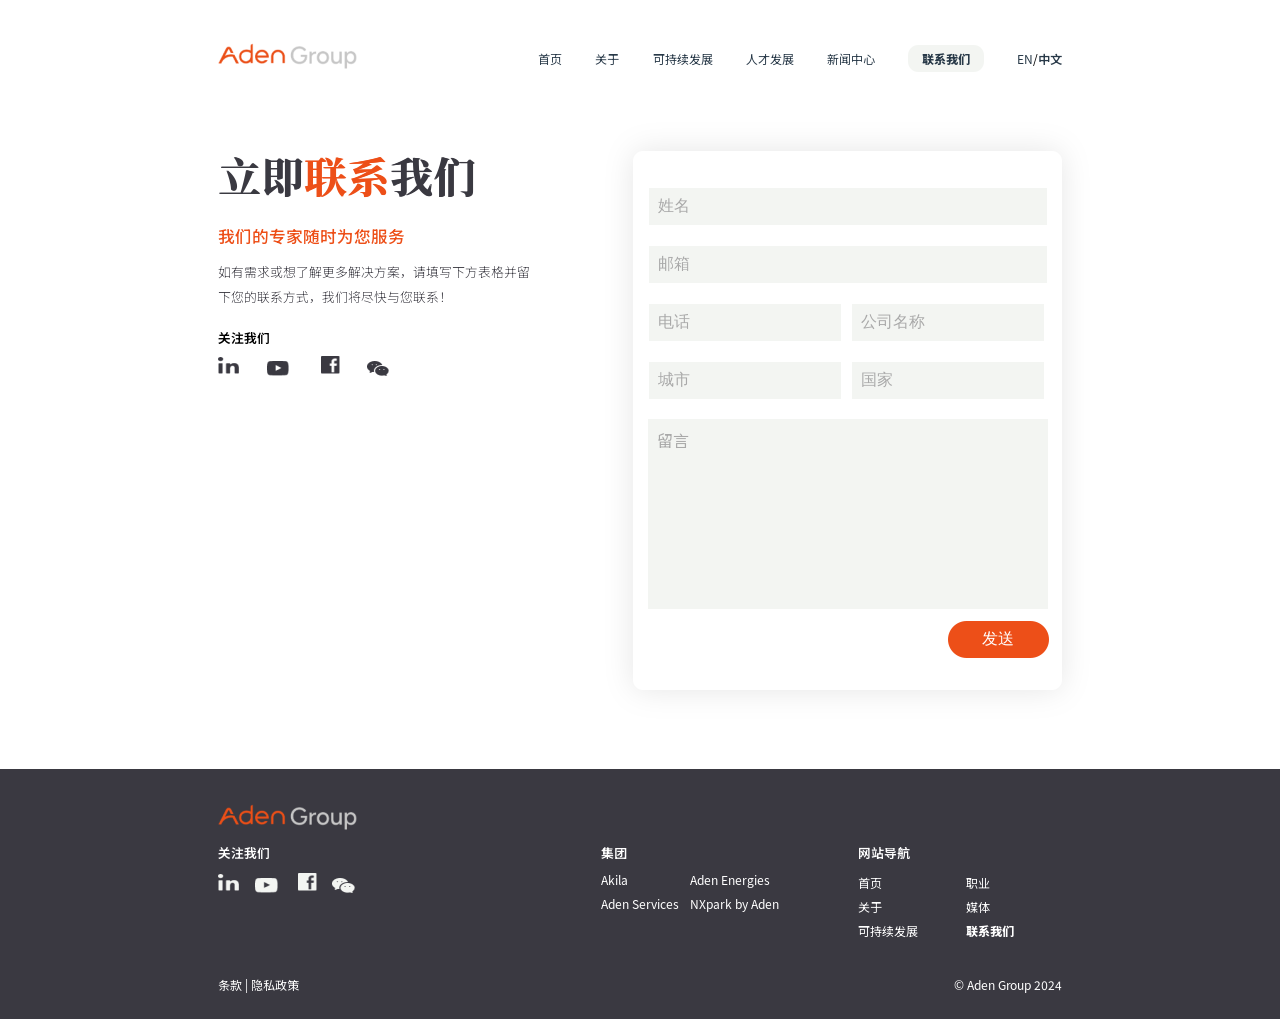 Aden Group
首页 关于 可持续发展 人才发展 新闻中心 联系我们 EN/中文
立即联系我们
我们的专家随时为您服务
如有需求或想了解更多解决方案，请填写下方表格并留
下您的联系方式，我们将尽快与您联系！
关注我们
姓名
邮箱
电话 公司名称
城市 国家
留言
发送
Aden Group
关注我们
集团
Akila Aden Energies
Aden Services NXpark by Aden
网站导航
首页 职业
关于 媒体
可持续发展 联系我们
条款 | 隐私政策
© Aden Group 2024